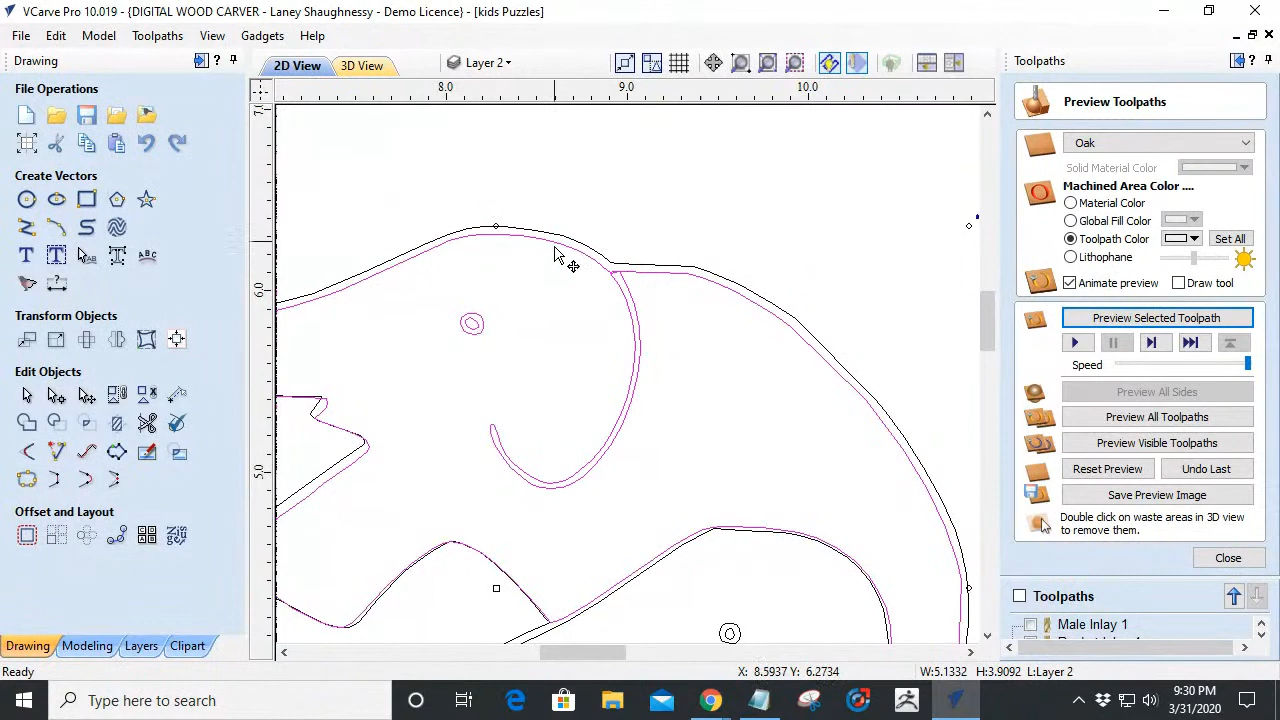 VCarve Pro 10.019 - {DIGITAL WOOD CARVER - Laney Shaughnessy - Demo Licence} - [kids Puzzles]
File Edit Model Toolpaths View Gadgets Help
Drawing
2D View 3D View Layer 2
Toolpaths
8.0 9.0 10.0
File Operations
Create Vectors
Transform Objects
Edit Objects
Offset and Layout
Drawing Modeling Layers Clipart
7
6.0
5.0
Preview Toolpaths
Oak
Solid Material Color
Machined Area Color ....
Material Color
Global Fill Color
Toolpath Color Set All
Lithophane
Animate preview Draw tool
Preview Selected Toolpath
Speed
Preview All Sides
Preview All Toolpaths
Preview Visible Toolpaths
Reset Preview Undo Last
Save Preview Image
Double click on waste areas in 3D view
to remove them.
Close
Toolpaths
Male Inlay 1
Ready X: 8.5937 Y: 6.2734 W:5.1332 H:3.9092 L:Layer 2
Type here to search
9:30 PM
3/31/2020